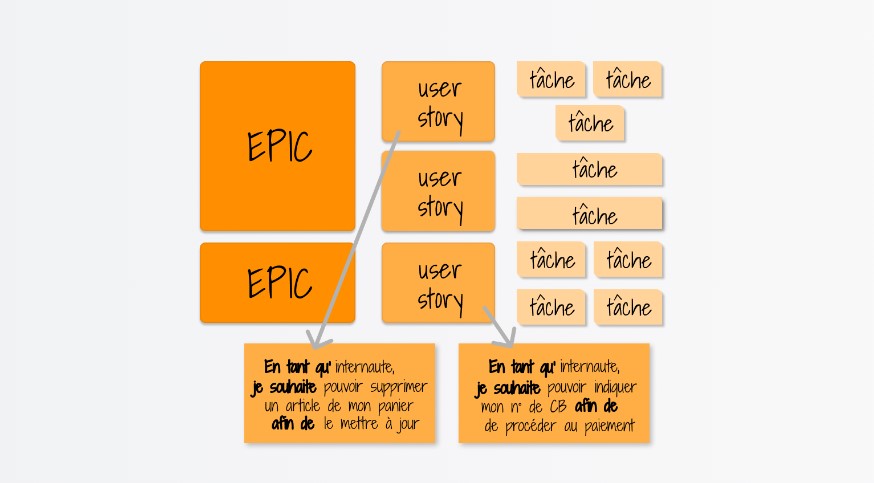 EPIC
user
story
tâche
tâche
tâche
user
story
tâche
tâche
EPIC
user
story
tâche
tâche
tâche
tâche
En tant qu' internaute,
je souhaite pouvoir supprimer
un article de mon panier
afin de le mettre à jour
En tant qu' internaute,
je souhaite pouvoir indiquer
mon n° de CB afin de
de procéder au paiement